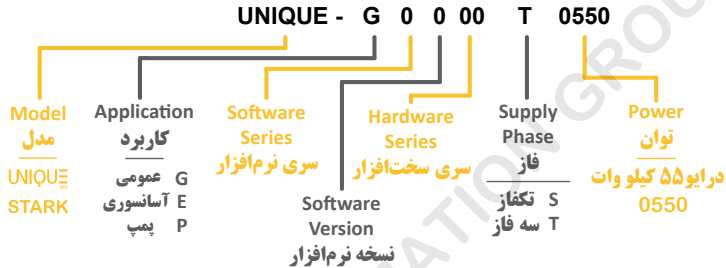 UNIQUE - G 0 0 00 T 0550
Model
مدل
UNIQUE
STARK
Application
کاربرد
G عمومی
E آسانسوری
P پمپ
Software
Series
سری نرم‌افزار
Software
Version
نسخه نرم‌افزار
Hardware
Series
سری سخت‌افزار
Supply
Phase
فاز
S تکفاز
T سه فاز
Power
توان
درایو۵۵ کیلو وات
0550